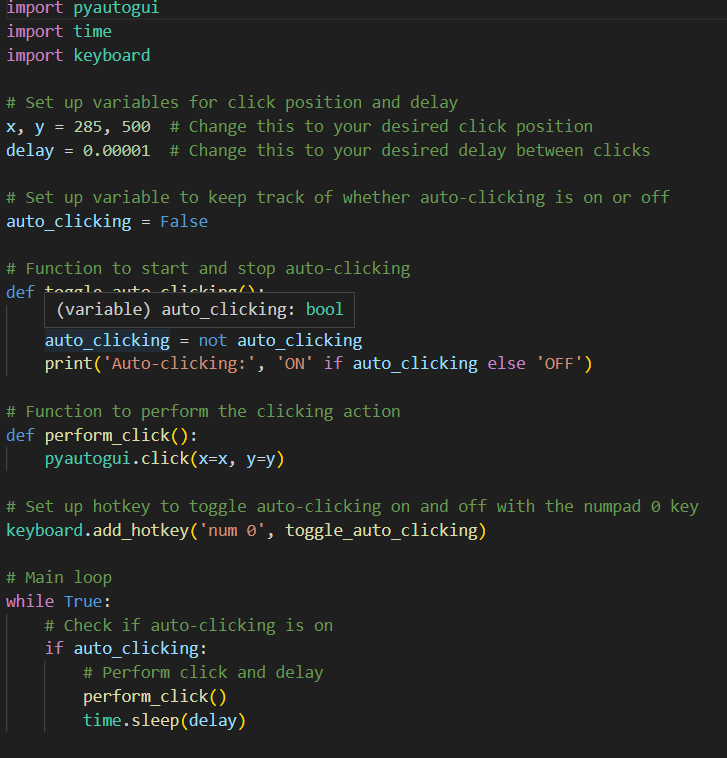 import pyautogui
import time
import keyboard

# Set up variables for click position and delay
x, y = 285, 500  # Change this to your desired click position
delay = 0.00001  # Change this to your desired delay between clicks

# Set up variable to keep track of whether auto-clicking is on or off
auto_clicking = False

# Function to start and stop auto-clicking
def toggle_auto_clicking():
(variable) auto_clicking: bool
    auto_clicking = not auto_clicking
    print('Auto-clicking:', 'ON' if auto_clicking else 'OFF')

# Function to perform the clicking action
def perform_click():
    pyautogui.click(x=x, y=y)

# Set up hotkey to toggle auto-clicking on and off with the numpad 0 key
keyboard.add_hotkey('num 0', toggle_auto_clicking)

# Main loop
while True:
    # Check if auto-clicking is on
    if auto_clicking:
        # Perform click and delay
        perform_click()
        time.sleep(delay)